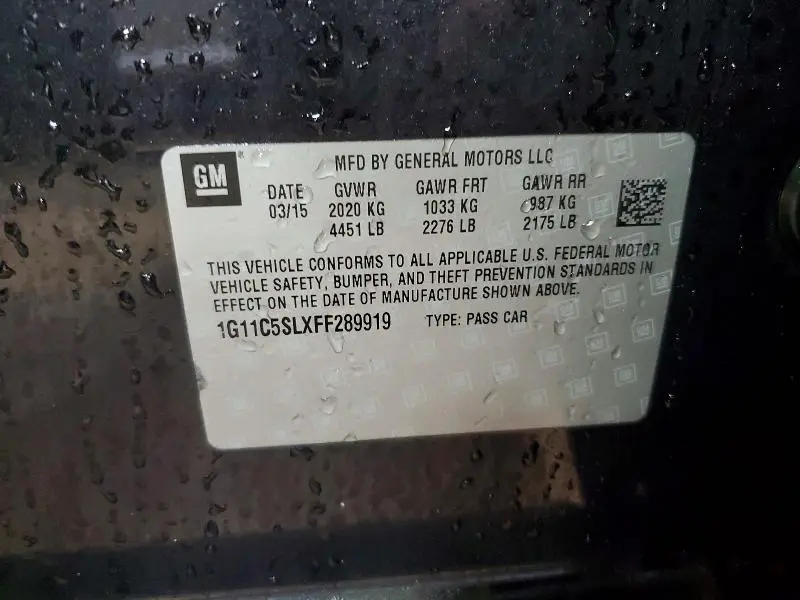 GM
MFD BY GENERAL MOTORS LLC
DATE GVWR GAWR FRT GAWR RR
03/15 2020 KG 1033 KG 987 KG
4451 LB 2276 LB 2175 LB
THIS VEHICLE CONFORMS TO ALL APPLICABLE U.S. FEDERAL MOTOR
VEHICLE SAFETY, BUMPER, AND THEFT PREVENTION STANDARDS IN
EFFECT ON THE DATE OF MANUFACTURE SHOWN ABOVE.
1G11C5SLXFF289919 TYPE: PASS CAR